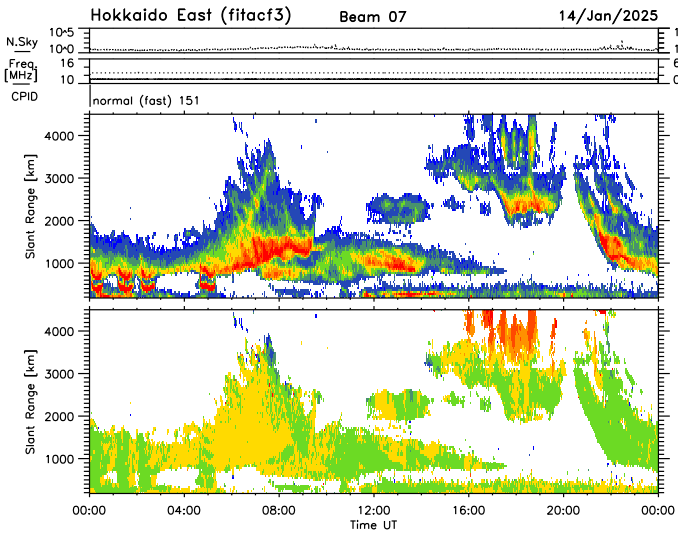 Hokkaido East (fitacf3) Beam 07 14/Jan/2025
N.Sky 10^5 10^0
Freq. [MHz] 16 10 6 0
CPID normal (fast) 151
Slant Range [km]
4000
3000
2000
1000
Slant Range [km]
4000
3000
2000
1000
00:00 04:00 08:00 12:00 16:00 20:00 00:00
Time UT